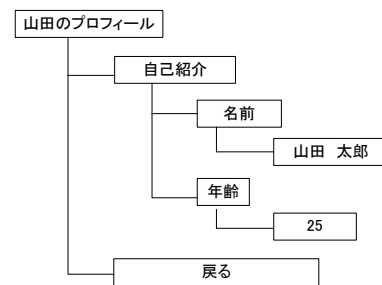 山田のプロフィール
自己紹介
名前
山田　太郎
年齢
25
戻る